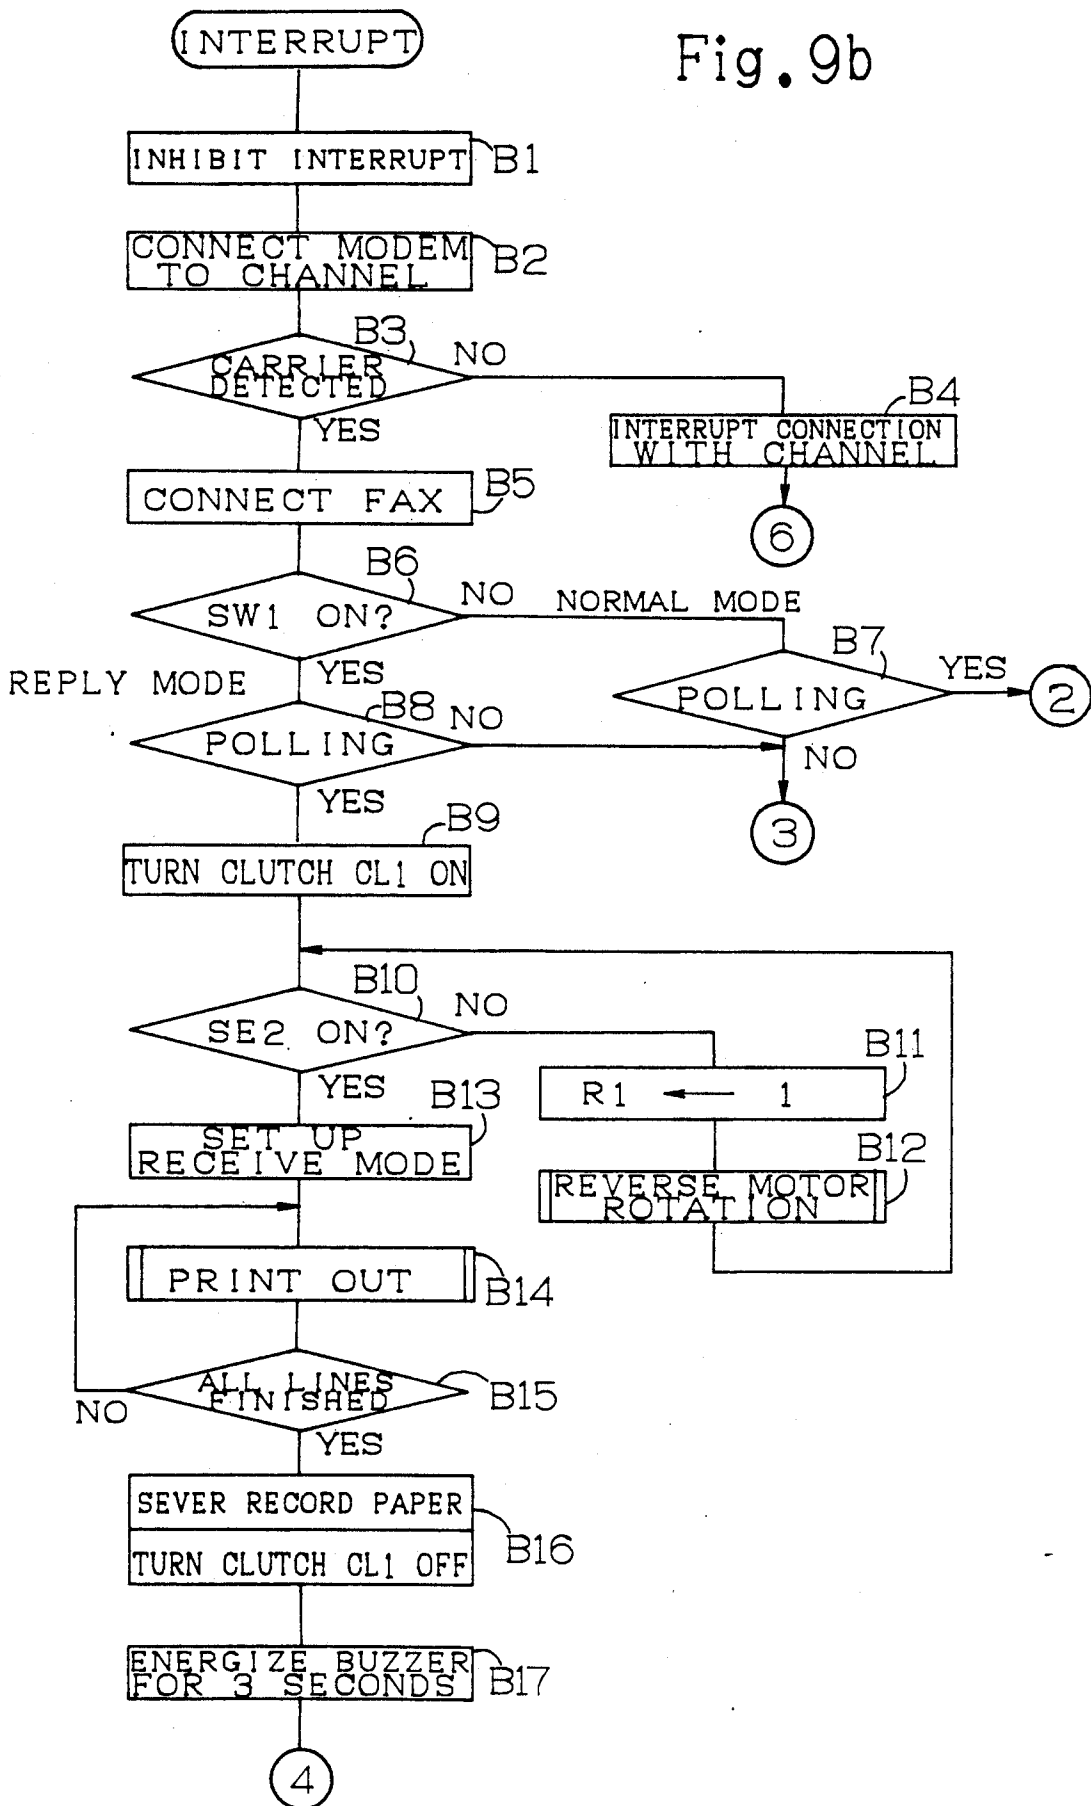 INTERRUPT
Fig. 9b
INHIBIT INTERRUPT
B1
CONNECT MODEM
TO CHANNEL
B2
B3
CARRIER
DETECTED
NO
YES
B4
INTERRUPT CONNECTION
WITH CHANNEL
6
CONNECT FAX
B5
B6
SW1 ON?
NO
NORMAL MODE
YES
REPLY MODE
B7
POLLING
YES
2
NO
3
B8
POLLING
NO
YES
B9
TURN CLUTCH CL1 ON
B10
SE2 ON?
NO
YES
B11
R1 ← 1
B12
REVERSE MOTOR
ROTATION
B13
SET UP
RECEIVE MODE
PRINT OUT
B14
ALL LINES
FINISHED
B15
NO
YES
SEVER RECORD PAPER
B16
TURN CLUTCH CL1 OFF
ENERGIZE BUZZER
FOR 3 SECONDS
B17
4